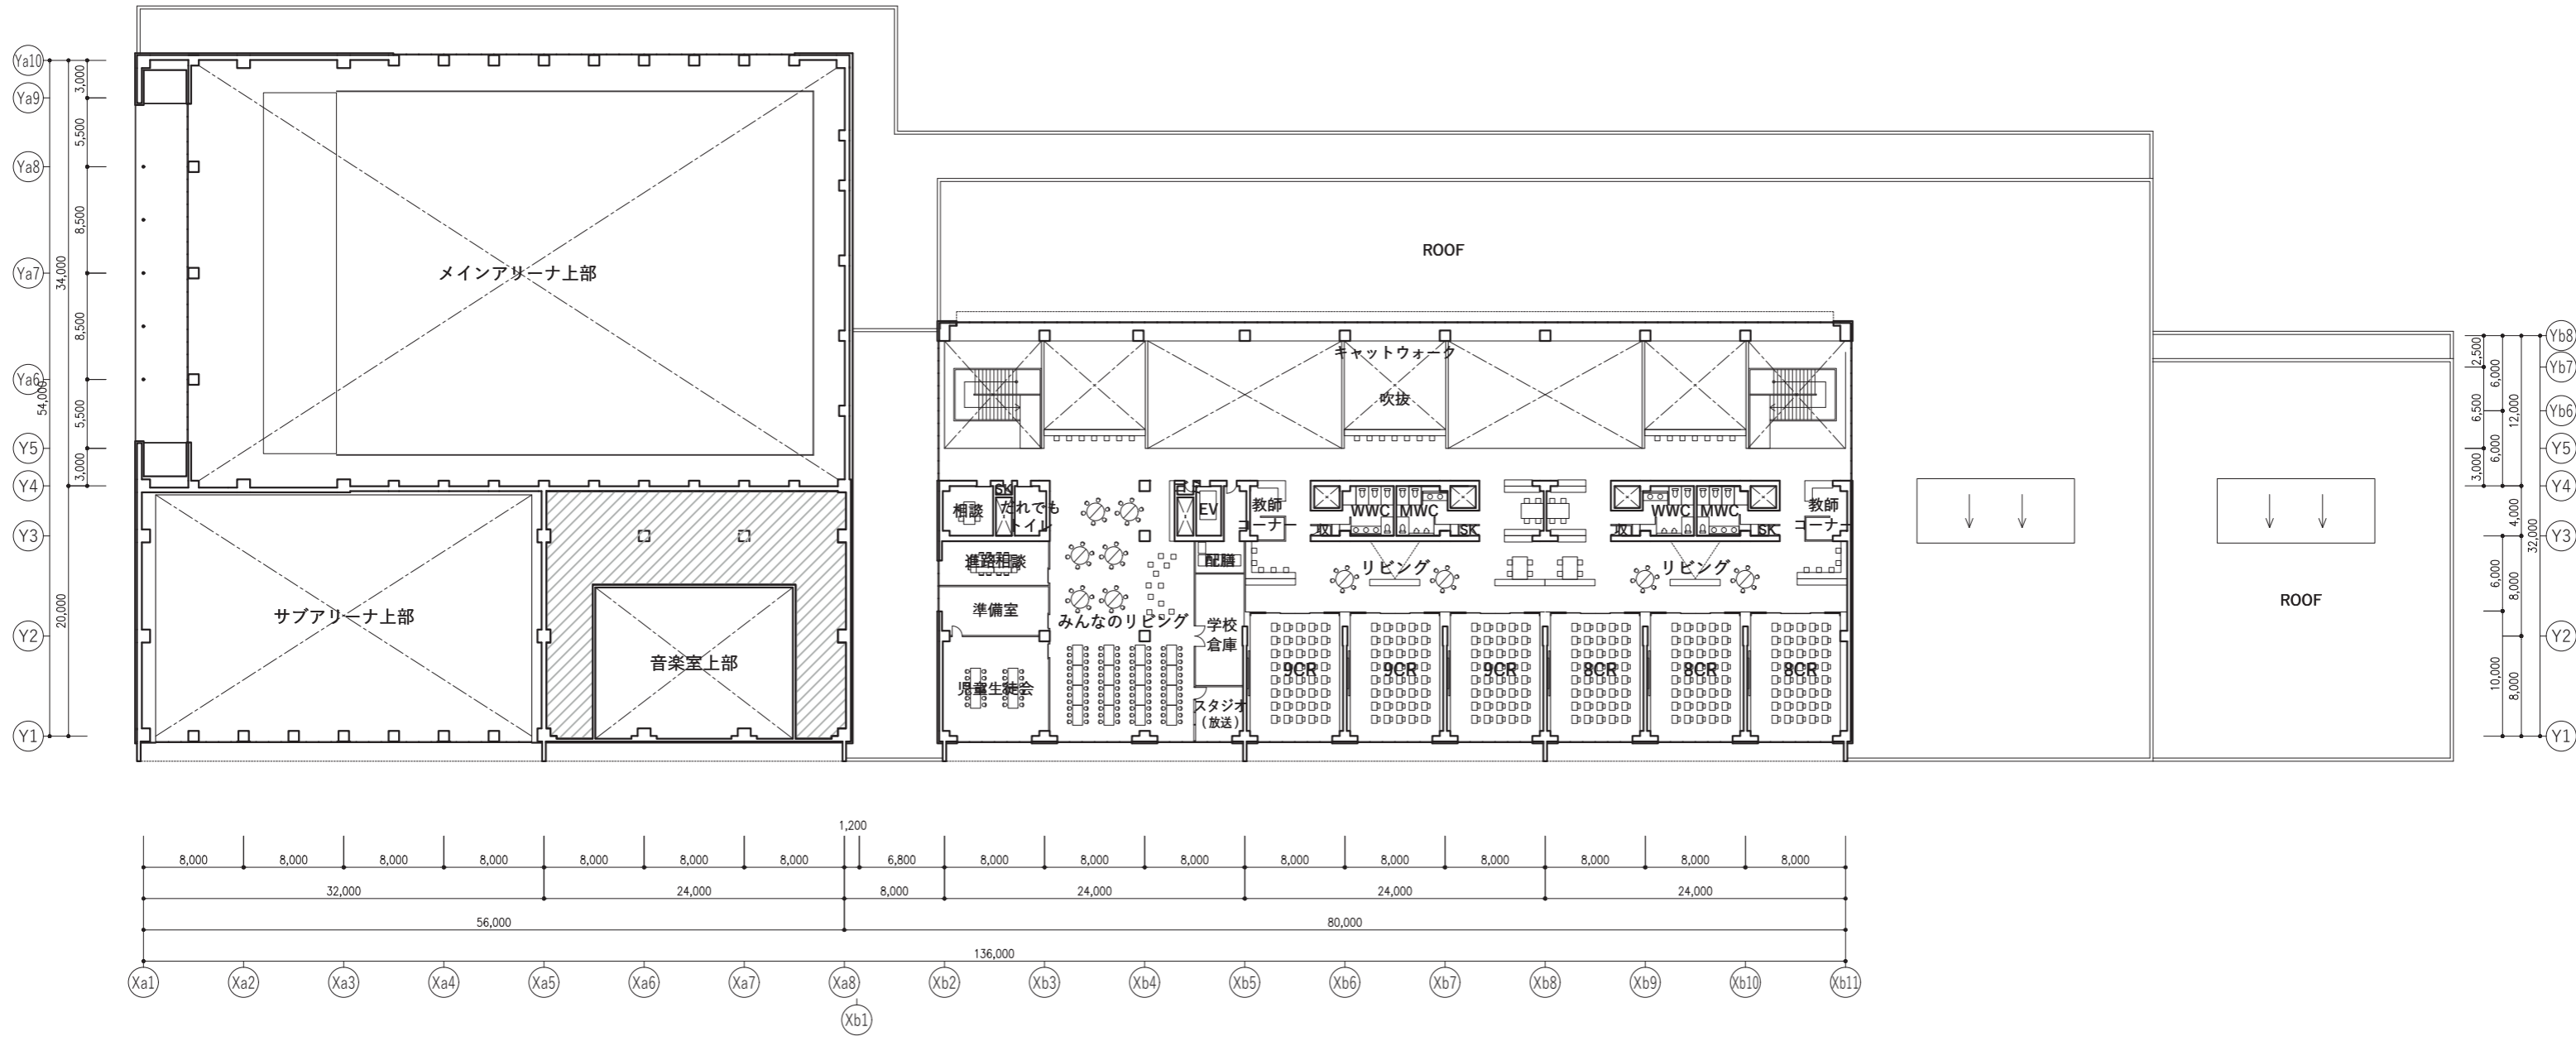 Ya10
Ya9
Ya8
Ya7
Ya6
Y5
Y4
Y3
Y2
Y1
3,000
5,500
8,500
8,500
5,500
3,000
34,000
54,000
20,000
メインアリーナ上部
サブアリーナ上部
音楽室上部
ROOF
キャットウォーク
吹抜
相談
SK
だれでも
トイレ
EV
教師
コーナー
WWC
MWC
収
SK
WWC
MWC
収
SK
教師
コーナー
進路相談
配膳
リビング
リビング
準備室
みんなのリビング
学校
倉庫
児童生徒会
スタジオ
（放送）
9CR
9CR
9CR
8CR
8CR
8CR
ROOF
Yb8
Yb7
Yb6
Y5
Y4
Y3
Y2
Y1
2,500
6,500
3,000
6,000
6,000
12,000
4,000
32,000
6,000
8,000
10,000
8,000
1,200
8,000
8,000
8,000
8,000
8,000
8,000
8,000
6,800
8,000
8,000
8,000
8,000
8,000
8,000
8,000
8,000
8,000
32,000
24,000
8,000
24,000
24,000
24,000
56,000
80,000
136,000
Xa1
Xa2
Xa3
Xa4
Xa5
Xa6
Xa7
Xa8
Xb2
Xb3
Xb4
Xb5
Xb6
Xb7
Xb8
Xb9
Xb10
Xb11
Xb1